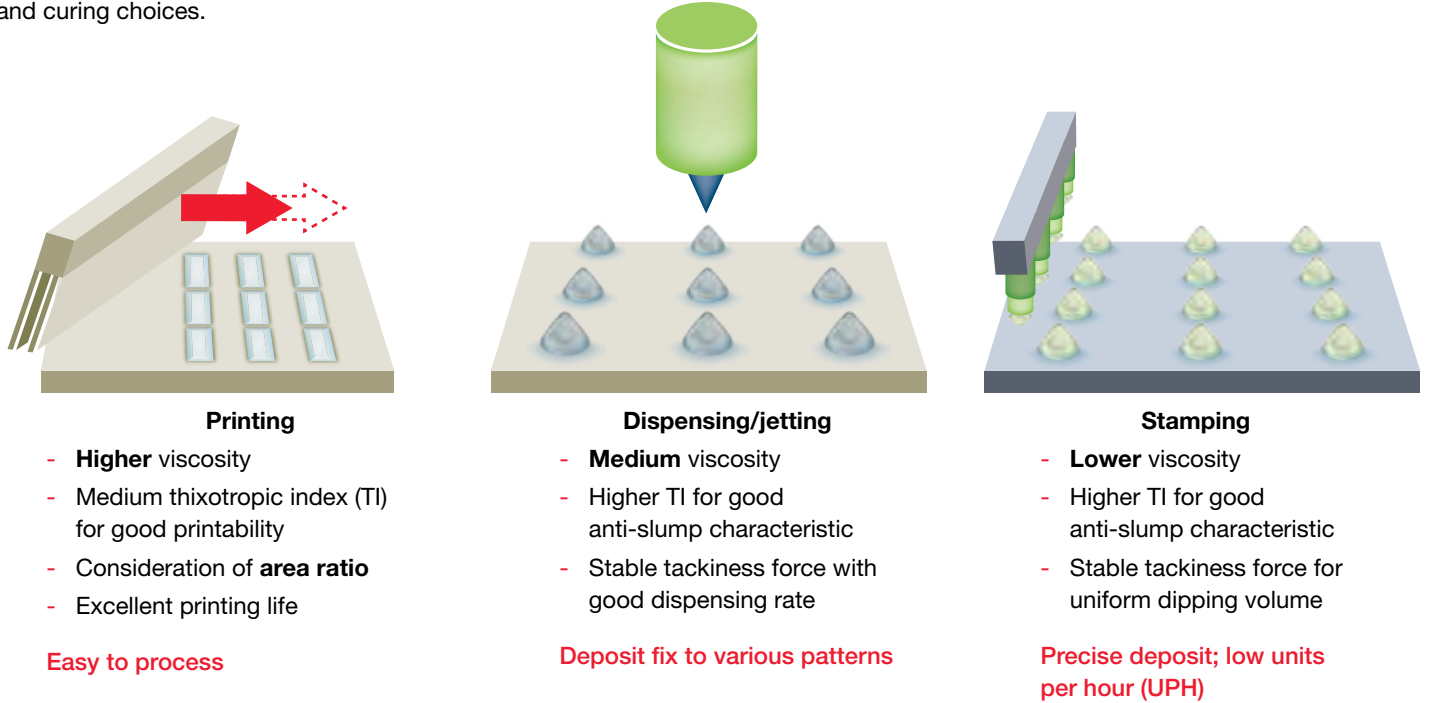 and curing choices.
Printing
- Higher viscosity
- Medium thixotropic index (TI)
for good printability
- Consideration of area ratio
- Excellent printing life
Easy to process
Dispensing/jetting
- Medium viscosity
- Higher TI for good
anti-slump characteristic
- Stable tackiness force with
good dispensing rate
Deposit fix to various patterns
Stamping
- Lower viscosity
- Higher TI for good
anti-slump characteristic
- Stable tackiness force for
uniform dipping volume
Precise deposit; low units
per hour (UPH)